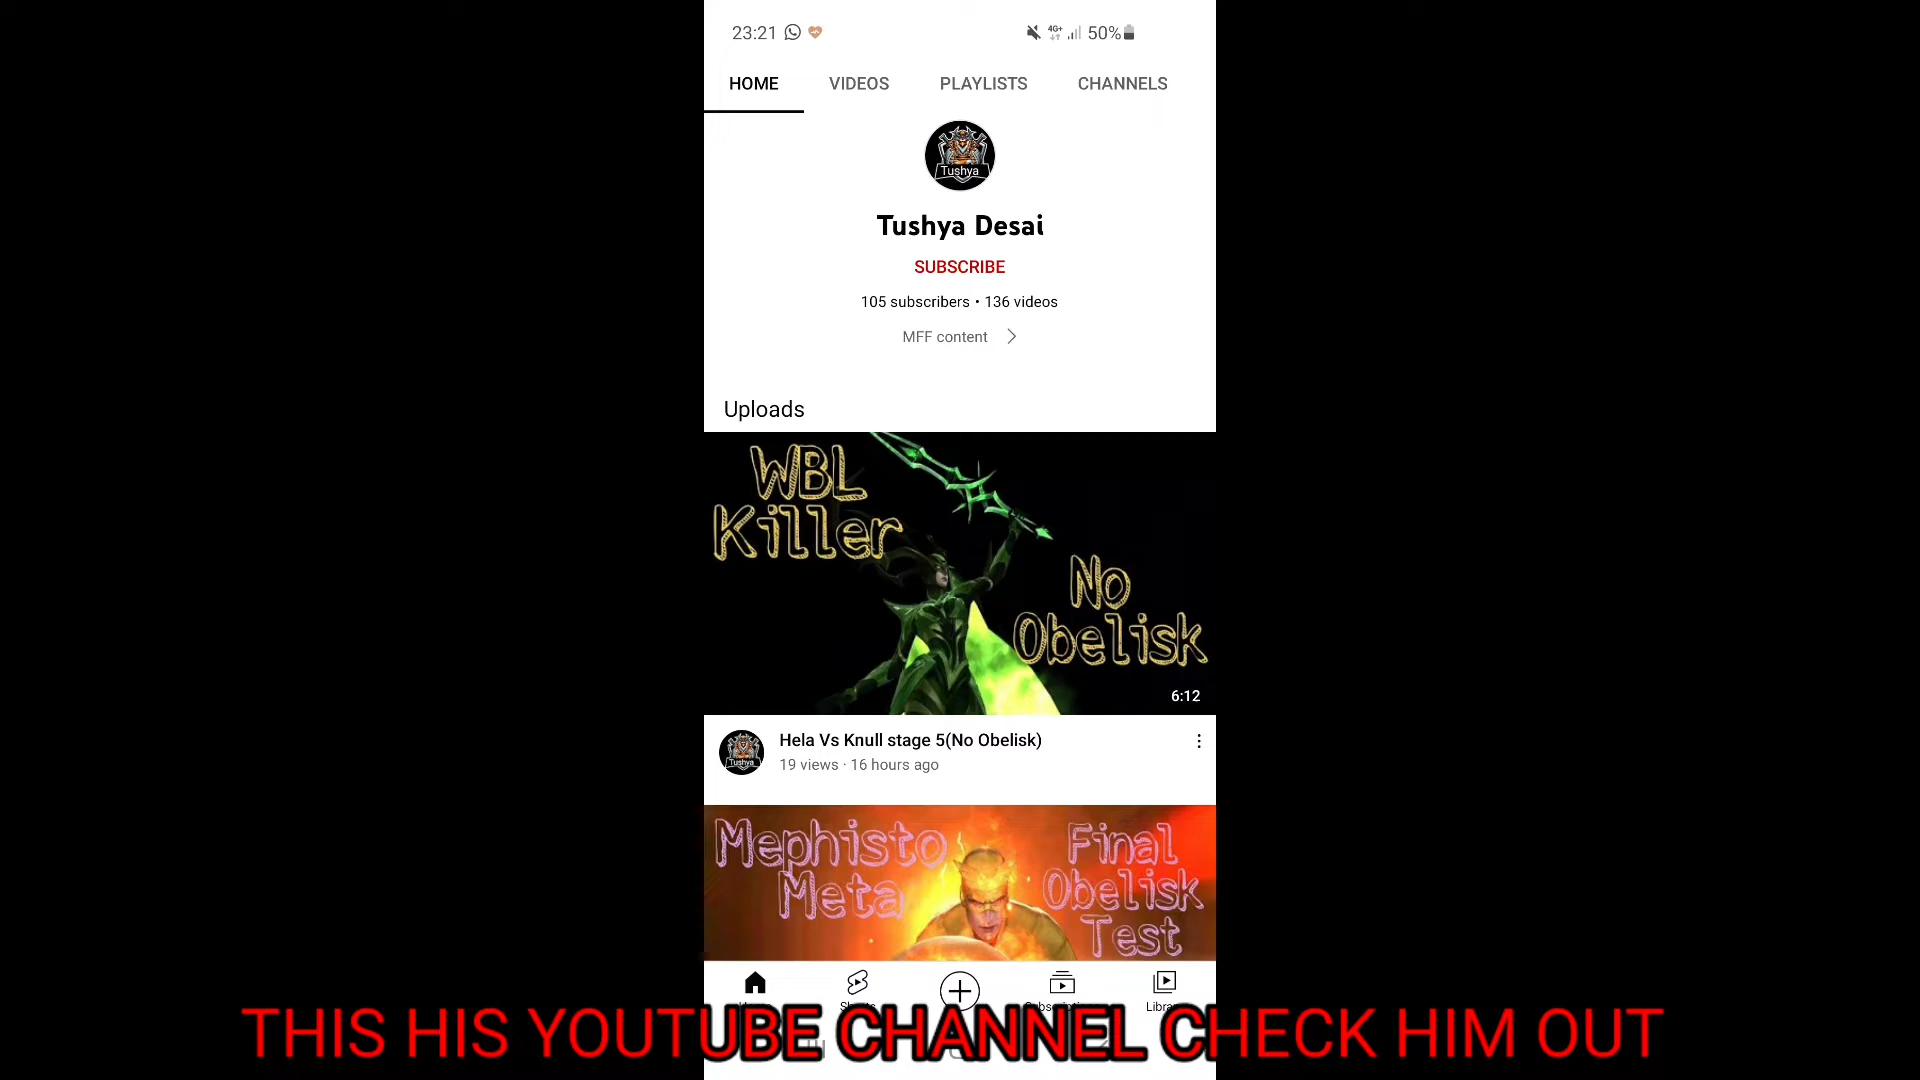 23:21 4G+ 50%
HOME VIDEOS PLAYLISTS CHANNELS
Tushya
Tushya Desai
SUBSCRIBE
105 subscribers • 136 videos
MFF content
Uploads
WBL
Killer
No
Obelisk
6:12
Tushya
Hela Vs Knull stage 5(No Obelisk)
19 views · 16 hours ago
Mephisto
Meta
Final
Obelisk
Test
THIS HIS YOUTUBE CHANNEL CHECK HIM OUT